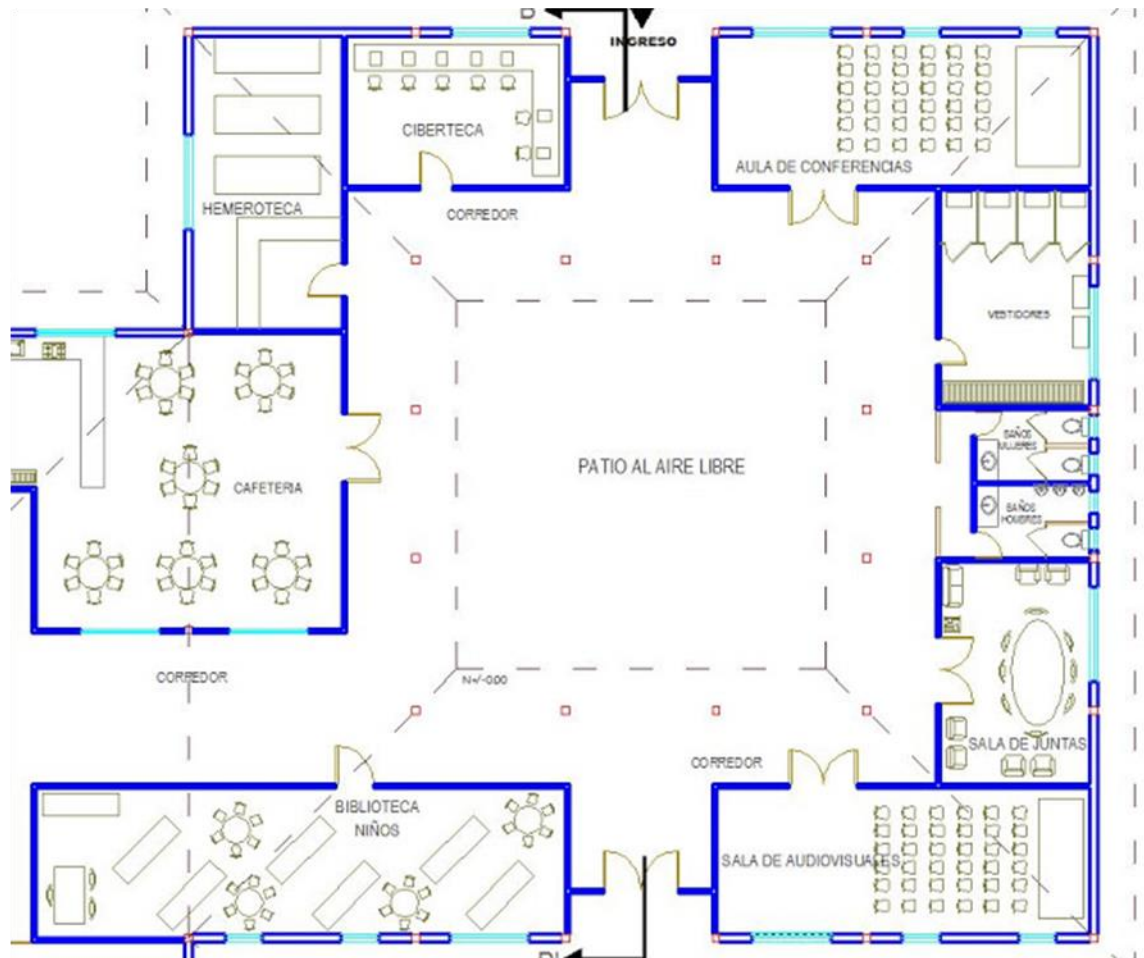 B
INGRESO
CIBERTECA
AULA DE CONFERENCIAS
HEMEROTECA
CORREDOR
VESTIDORES
BAÑOS
MUJERES
PATIO AL AIRE LIBRE
CAFETERIA
BAÑOS
HOMBRES
CORREDOR
N+/-0.00
SALA DE JUNTAS
CORREDOR
BIBLIOTECA
NIÑOS
SALA DE AUDIOVISUALES